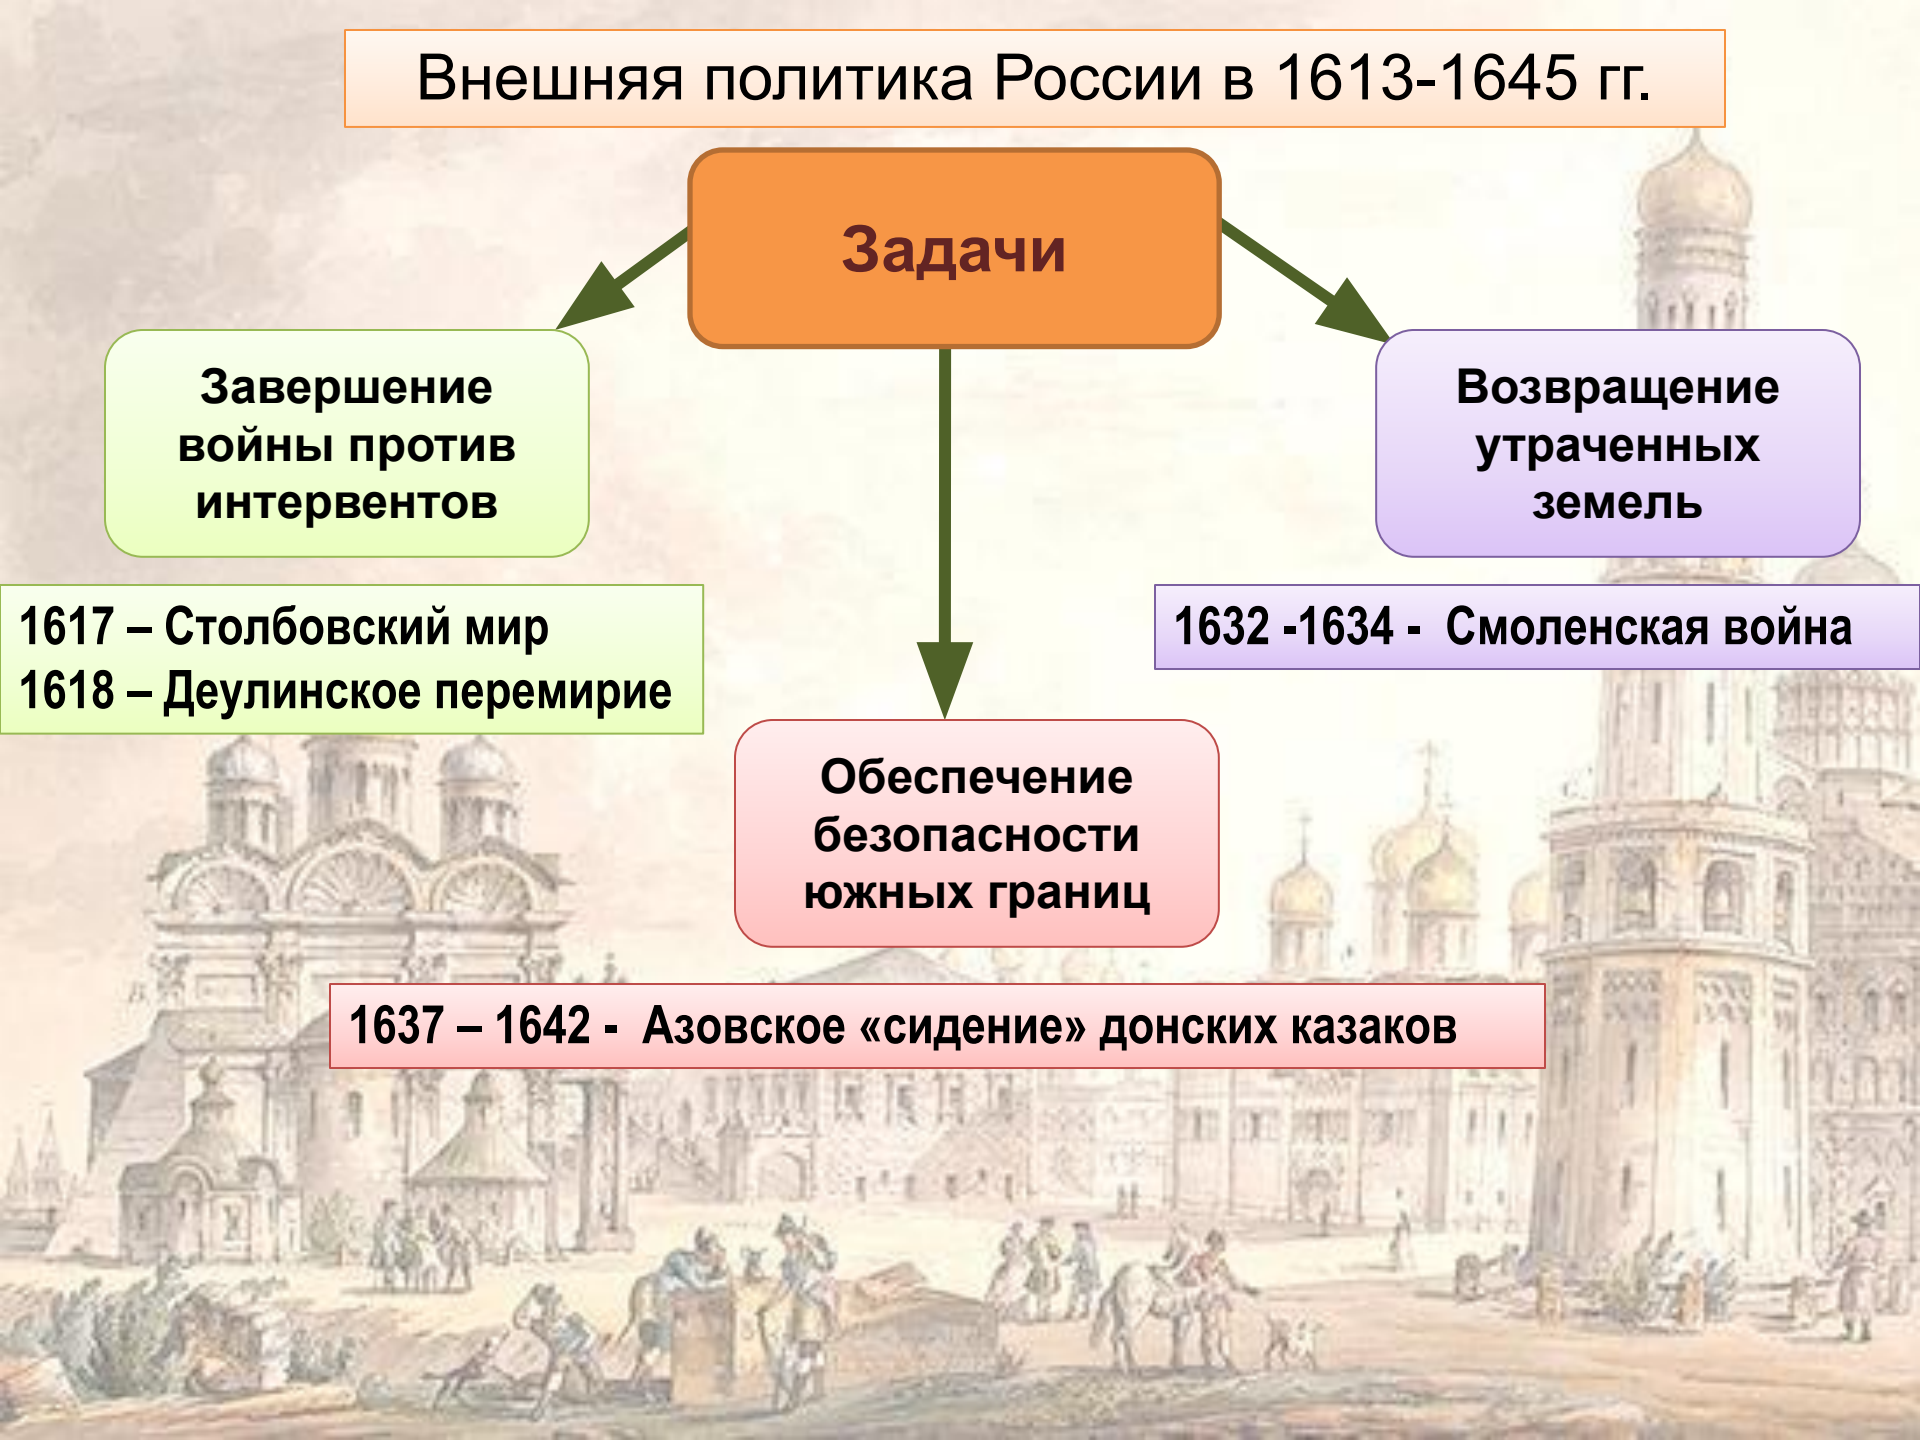 Внешняя политика России в 1613-1645 гг.
Задачи
Завершение
войны против
интервентов
Возвращение
утраченных
земель
1617 – Столбовский мир
1618 – Деулинское перемирие
1632 -1634 -  Смоленская война
Обеспечение
безопасности
южных границ
1637 – 1642 -  Азовское «сидение» донских казаков